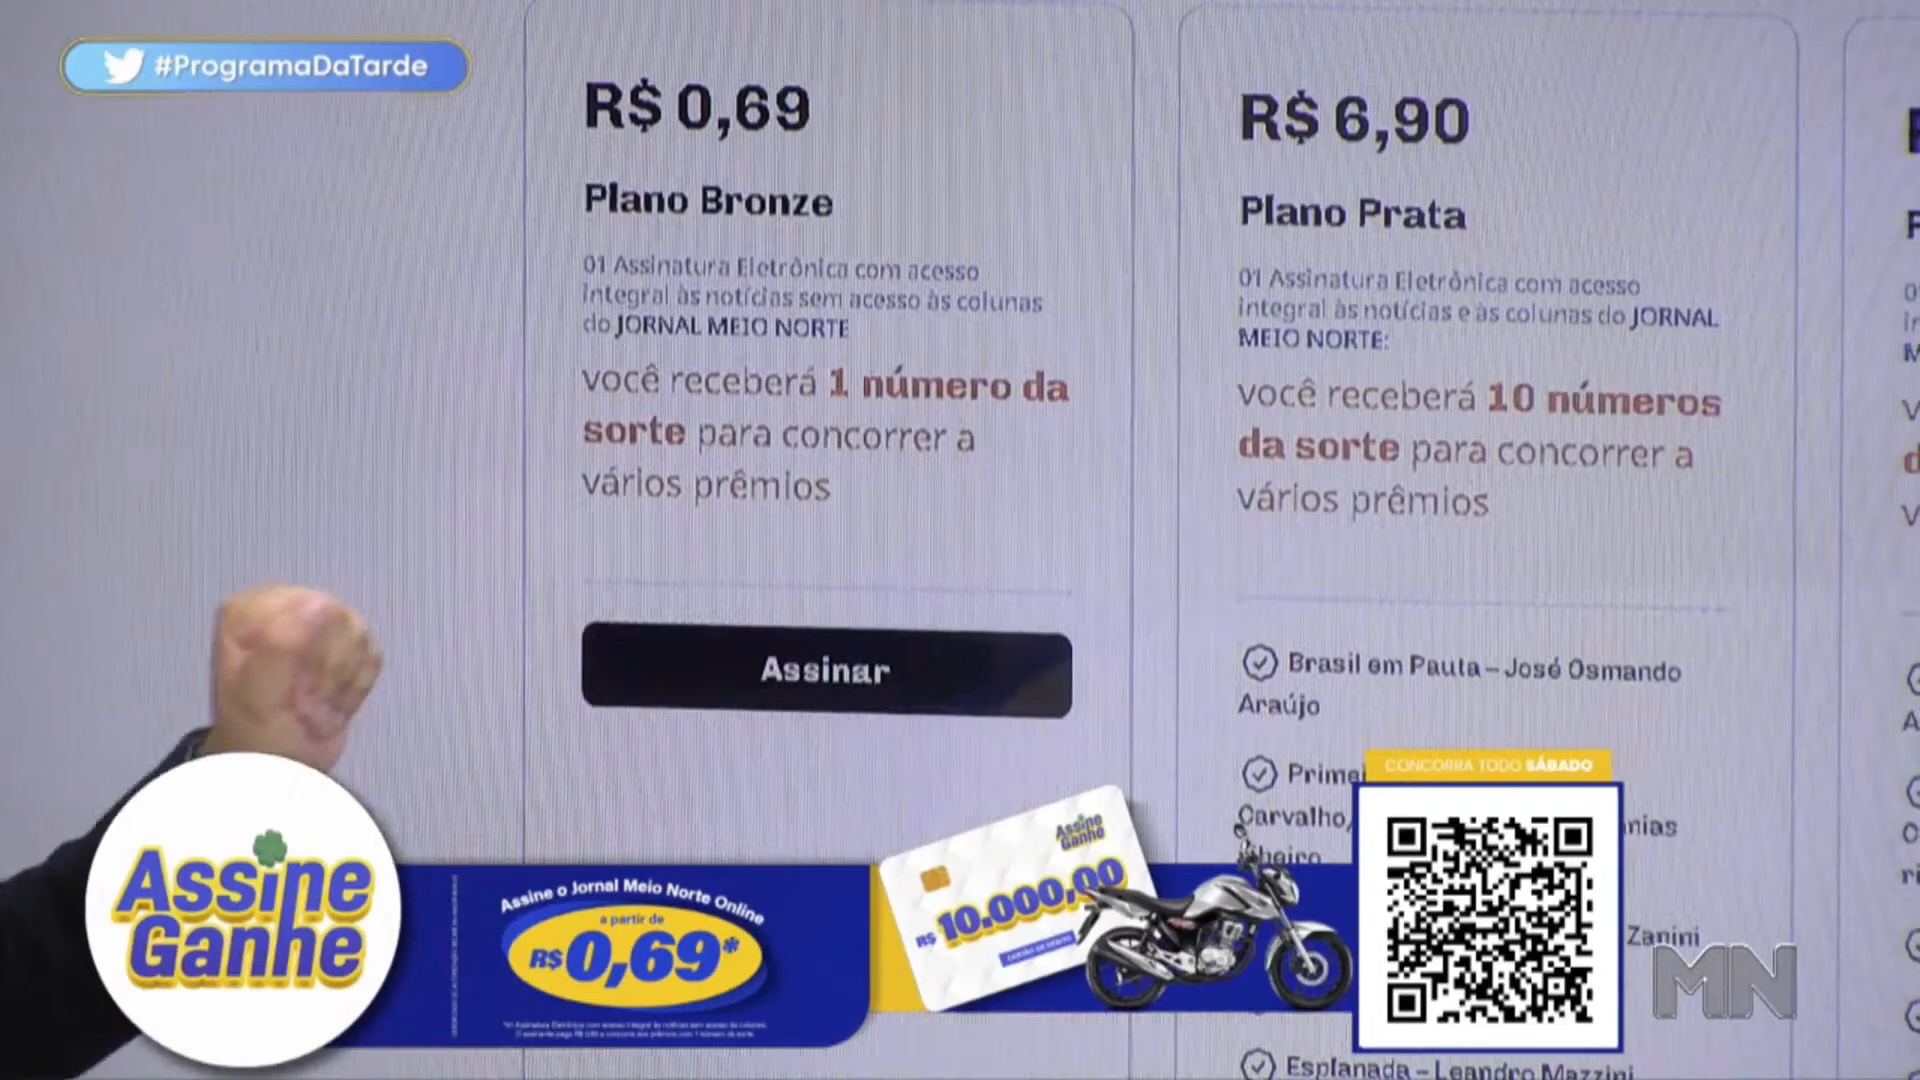 #ProgramaDaTarde
R$ 0,69
Plano Bronze
01 Assinatura Eletrônica com acesso
integral às notícias sem acesso às colunas
do JORNAL MEIO NORTE
você receberá 1 número da
sorte para concorrer a
vários prêmios
Assinar
R$ 6,90
Plano Prata
01 Assinatura Eletrônica com acesso
integral às notícias e às colunas do JORNAL
MEIO NORTE:
você receberá 10 números
da sorte para concorrer a
vários prêmios
Brasil em Pauta – José Osmando
Araújo
Carvalho,
Zanini
Esplanada – Leandro Mazzini
Assine
Ganhe
Assine o Jornal Meio Norte Online
a partir de
R$ 0,69*
Assine
Ganhe
R$ 10.000,00
CONCORRA TODO SÁBADO
MN